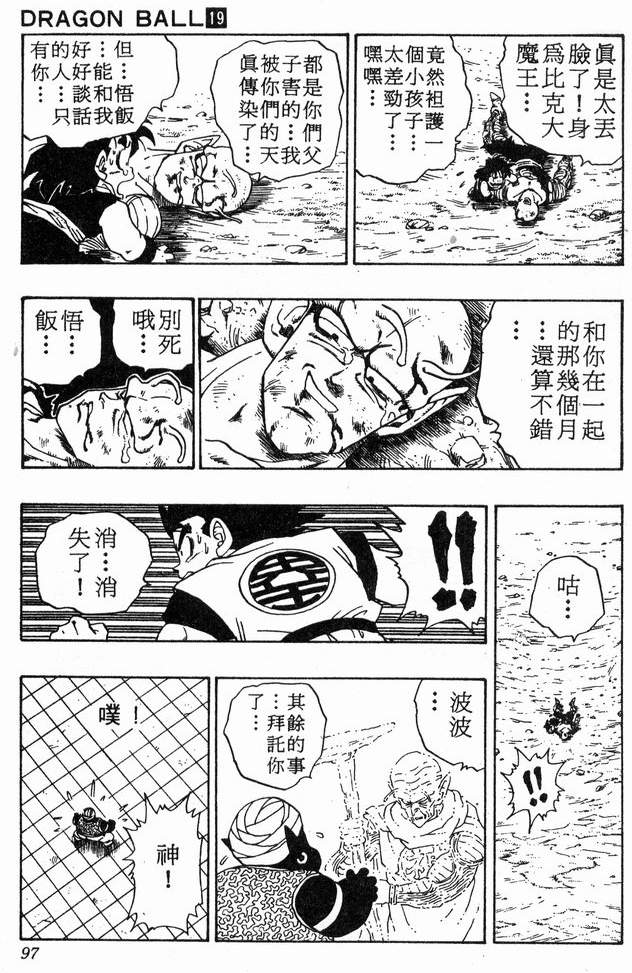 DRAGON BALL 19
眞是太丟
臉了！身
為比克大
魔王…
竟然袒護一
個小孩子…
太差勁了…
嘿嘿…
都是你們父
子害的…我
被你們的天
眞傳染了…
但…悟飯
…能和我
好好談話
的人…只
有你…
和你在一起
的那幾個月
…還算不錯
…
別死
哦…
悟…
飯…
咕…
!!
!!
消…消
失了！
波波
…
其餘的事
…拜託你
了…
噗！
神！
97